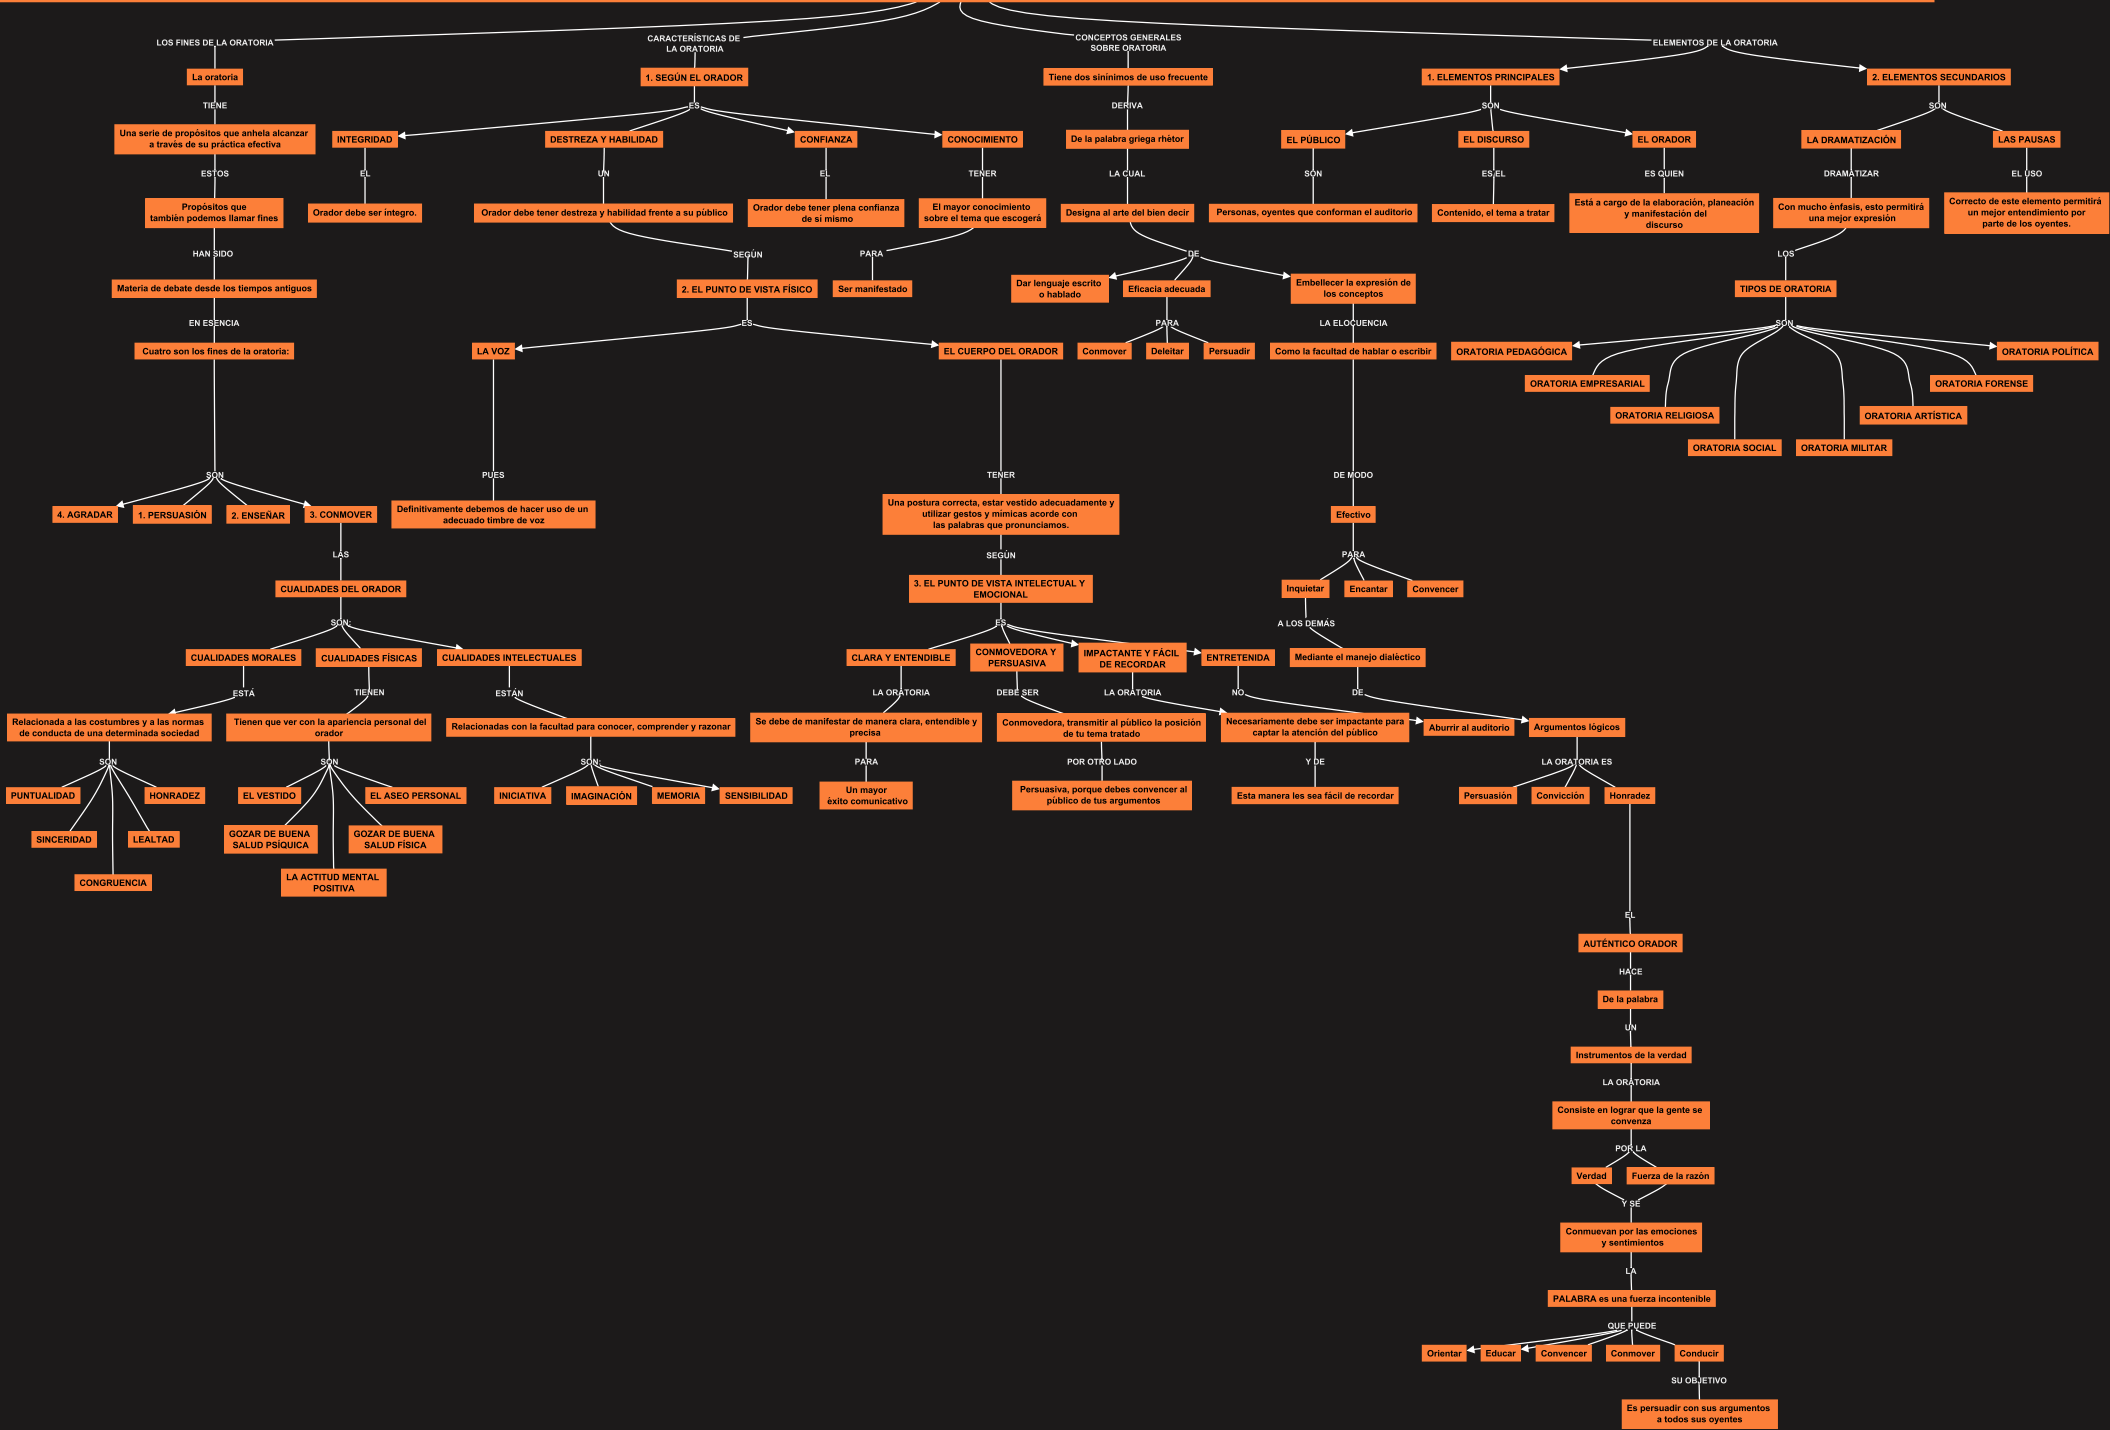 LOS FINES DE LA ORATORIA
La oratoria
TIENE
Una serie de propósitos que anhela alcanzar
a travès de su práctica efectiva
ESTOS
Propósitos que
tambièn podemos llamar fines
HAN SIDO
Materia de debate desde los tiempos antiguos
EN ESENCIA
Cuatro son los fines de la oratoria:
SON
4. AGRADAR
1. PERSUASIÓN
2. ENSEÑAR
3. CONMOVER
LAS
CUALIDADES DEL ORADOR
SON:
CUALIDADES MORALES
CUALIDADES FÍSICAS
CUALIDADES INTELECTUALES
ESTÁ
TIENEN
ESTÁN
Relacionada a las costumbres y a las normas
de conducta de una determinada sociedad
Tienen que ver con la apariencia personal del
orador
Relacionadas con la facultad para conocer, comprender y razonar
SON
SON
SON:
PUNTUALIDAD
HONRADEZ
SINCERIDAD
LEALTAD
CONGRUENCIA
EL VESTIDO
EL ASEO PERSONAL
GOZAR DE BUENA
SALUD PSÍQUICA
GOZAR DE BUENA
SALUD FÍSICA
LA ACTITUD MENTAL
POSITIVA
INICIATIVA
IMAGINACIÓN
MEMORIA
SENSIBILIDAD
CARACTERÍSTICAS DE
LA ORATORIA
1. SEGÚN EL ORADOR
ES
INTEGRIDAD
DESTREZA Y HABILIDAD
CONFIANZA
CONOCIMIENTO
EL
UN
EL
TENER
Orador debe ser íntegro.
Orador debe tener destreza y habilidad frente a su pùblico
Orador debe tener plena confianza
de sí mismo
El mayor conocimiento
sobre el tema que escogerá
SEGÚN
PARA
2. EL PUNTO DE VISTA FÍSICO
Ser manifestado
ES
LA VOZ
EL CUERPO DEL ORADOR
PUES
TENER
Definitivamente debemos de hacer uso de un
adecuado timbre de voz
Una postura correcta, estar vestido adecuadamente y
utilizar gestos y mímicas acorde con
las palabras que pronunciamos.
SEGÚN
3. EL PUNTO DE VISTA INTELECTUAL Y
EMOCIONAL
ES
CLARA Y ENTENDIBLE
CONMOVEDORA Y
PERSUASIVA
IMPACTANTE Y FÁCIL
DE RECORDAR
ENTRETENIDA
LA ORATORIA
DEBE SER
LA ORATORIA
NO
Se debe de manifestar de manera clara, entendible y
precisa
Conmovedora, transmitir al pùblico la posiciòn
de tu tema tratado
Necesariamente debe ser impactante para
captar la atención del pùblico
Aburrir al auditorio
PARA
POR OTRO LADO
Y DE
Un mayor
èxito comunicativo
Persuasiva, porque debes convencer al
pùblico de tus argumentos
Esta manera les sea fácil de recordar
CONCEPTOS GENERALES
SOBRE ORATORIA
Tiene dos sinínimos de uso frecuente
DERIVA
De la palabra griega rhètor
LA CUAL
Designa al arte del bien decir
DE
Dar lenguaje escrito
o hablado
Eficacia adecuada
Embellecer la expresión de
los conceptos
PARA
LA ELOCUENCIA
Conmover
Deleitar
Persuadir
Como la facultad de hablar o escribir
DE MODO
Efectivo
PARA
Inquietar
Encantar
Convencer
A LOS DEMÁS
Mediante el manejo dialèctico
DE
Argumentos lógicos
LA ORATORIA ES
Persuasión
Convicción
Honradez
EL
AUTÉNTICO ORADOR
HACE
De la palabra
UN
Instrumentos de la verdad
LA ORATORIA
Consiste en lograr que la gente se
convenza
POR LA
Verdad
Fuerza de la razón
Y SE
Conmuevan por las emociones
y sentimientos
LA
PALABRA es una fuerza incontenible
QUE PUEDE
Orientar
Educar
Convencer
Conmover
Conducir
SU OBJETIVO
Es persuadir con sus argumentos
a todos sus oyentes
ELEMENTOS DE LA ORATORIA
1. ELEMENTOS PRINCIPALES
2. ELEMENTOS SECUNDARIOS
SON
SON
EL PÚBLICO
EL DISCURSO
EL ORADOR
LA DRAMATIZACIÓN
LAS PAUSAS
SON
ES EL
ES QUIEN
DRAMATIZAR
EL USO
Personas, oyentes que conforman el auditorio
Contenido, el tema a tratar
Está a cargo de la elaboración, planeación
y manifestación del
discurso
Con mucho ènfasis, esto permitirá
una mejor expresión
Correcto de este elemento permitirá
un mejor entendimiento por
parte de los oyentes.
LOS
TIPOS DE ORATORIA
SON
ORATORIA PEDAGÓGICA
ORATORIA POLÍTICA
ORATORIA EMPRESARIAL
ORATORIA FORENSE
ORATORIA RELIGIOSA
ORATORIA ARTÍSTICA
ORATORIA SOCIAL
ORATORIA MILITAR